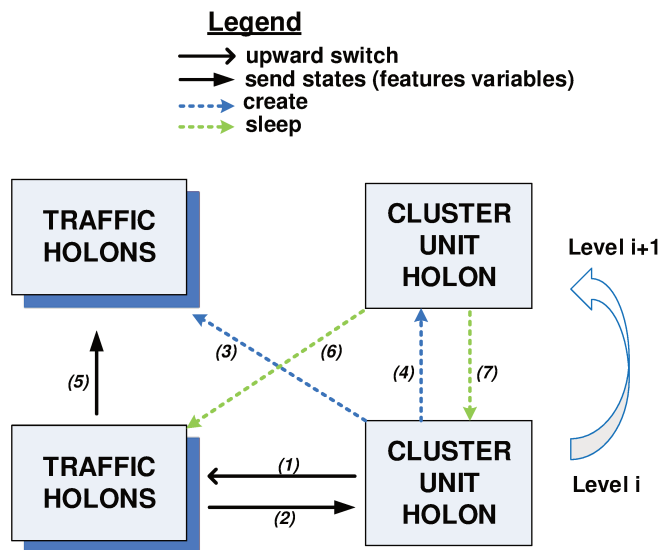 Legend
upward switch
send states (features variables)
create
sleep
TRAFFIC
HOLONS
CLUSTER
UNIT
HOLON
Level i+1
(3)
(6)
(4)
(7)
(5)
TRAFFIC
HOLONS
(1)
(2)
CLUSTER
UNIT
HOLON
Level i